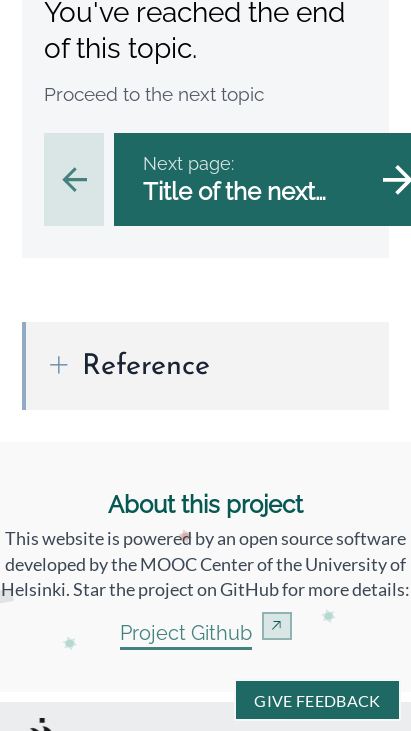 You've reached the end
of this topic.
Proceed to the next topic
Next page:
Title of the next...
Reference
About this project
This website is powered by an open source software
developed by the MOOC Center of the University of
Helsinki. Star the project on GitHub for more details:
Project Github
GIVE FEEDBACK